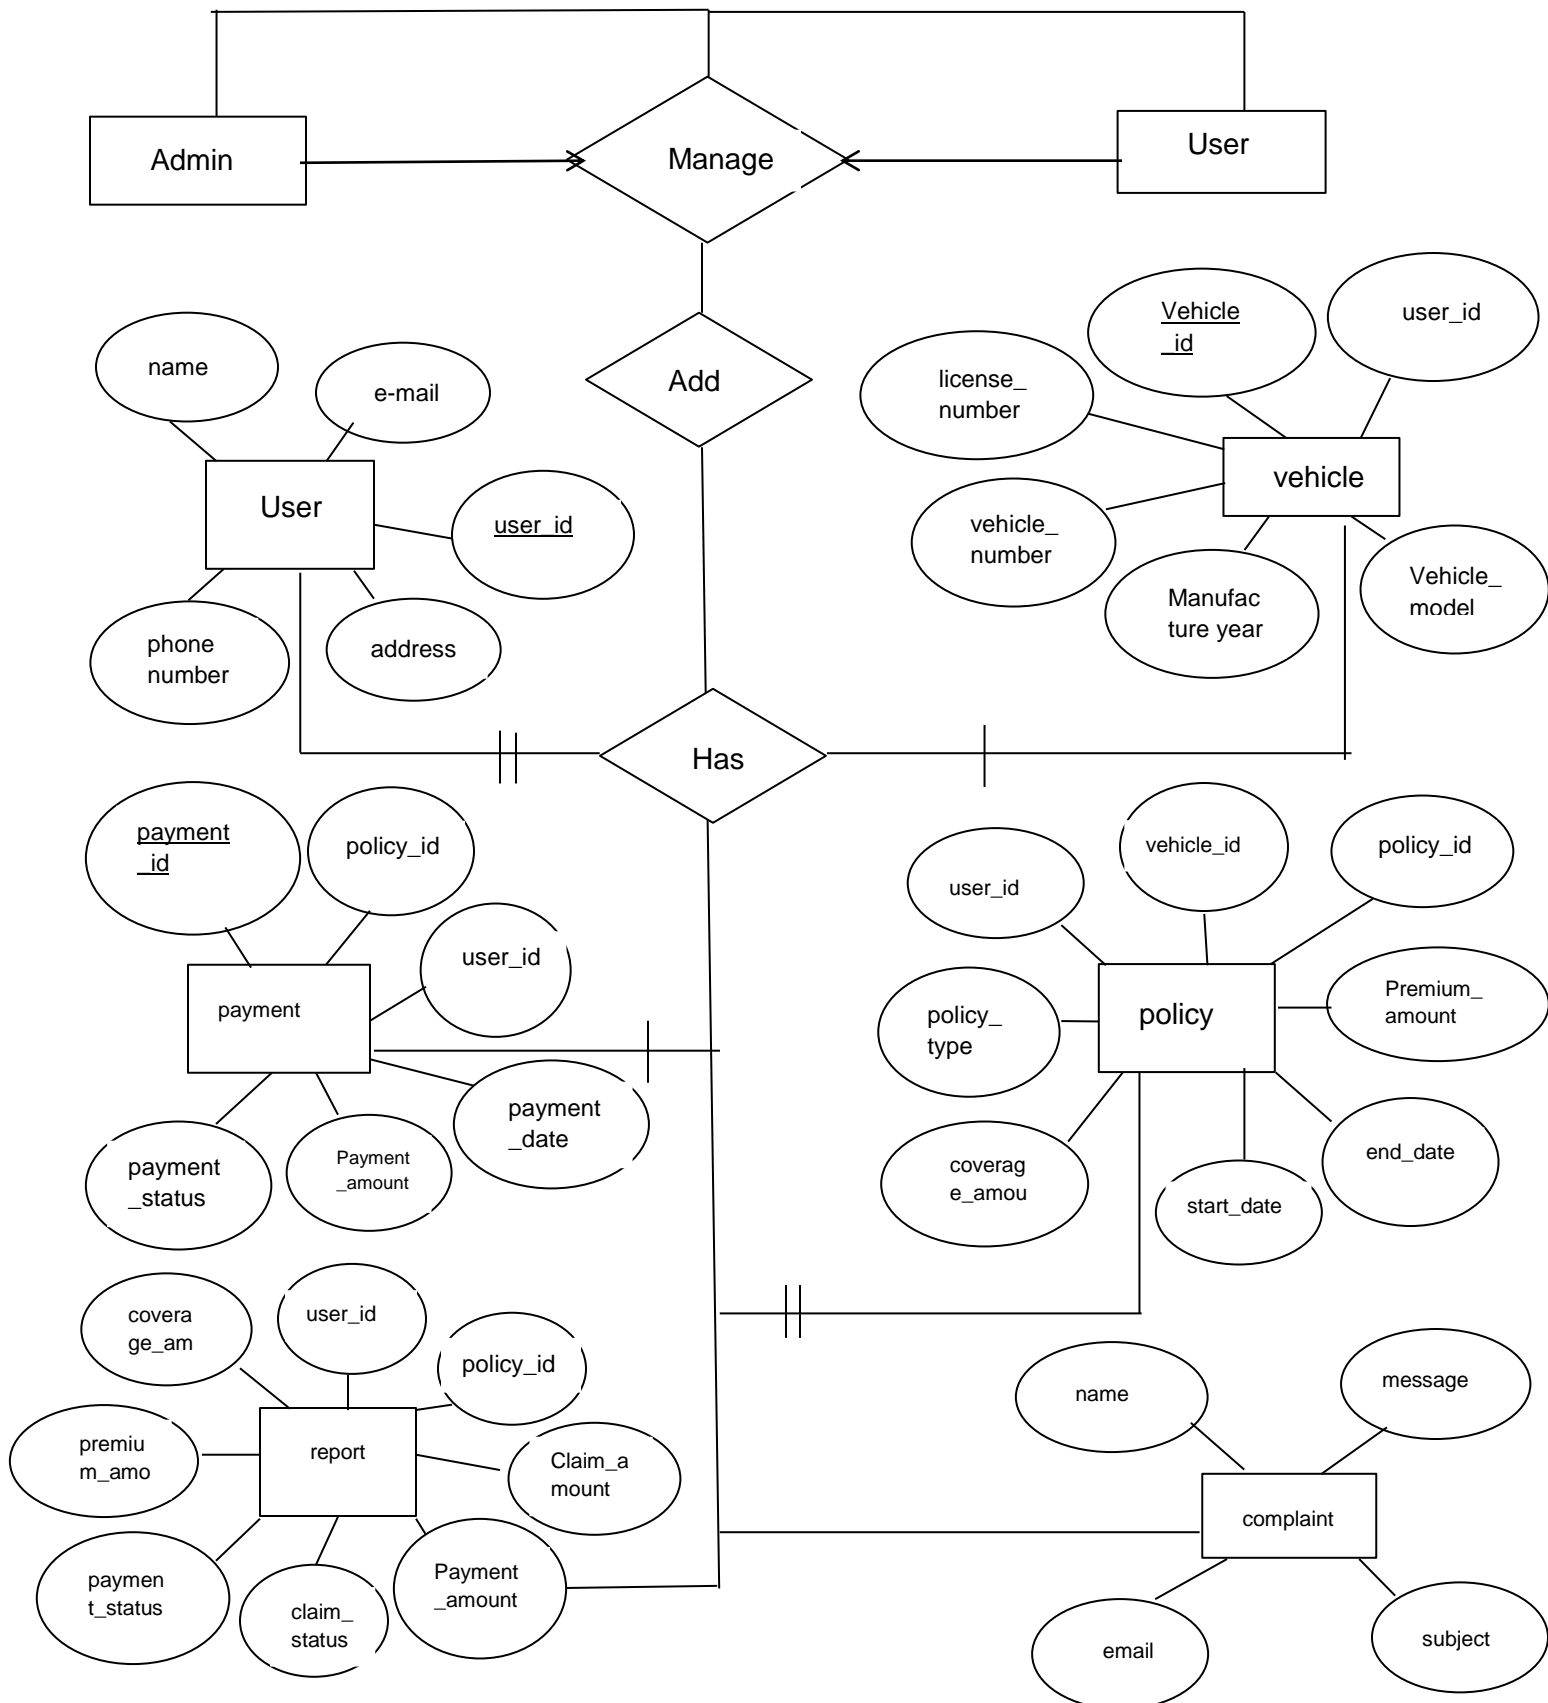 Admin
Manage
User
name
e-mail
User
user_id
phone
number
address
Add
Vehicle
_id
user_id
license_
number
vehicle
vehicle_
number
Manufac
ture year
Vehicle_
model
Has
payment
_id
policy_id
user_id
payment
payment
_date
payment
_status
Payment
_amount
user_id
vehicle_id
policy_id
policy_
type
policy
Premium_
amount
coverag
e_amou
start_date
end_date
covera
ge_am
user_id
policy_id
premiu
m_amo
report
Claim_a
mount
paymen
t_status
claim_
status
Payment
_amount
name
message
complaint
email
subject